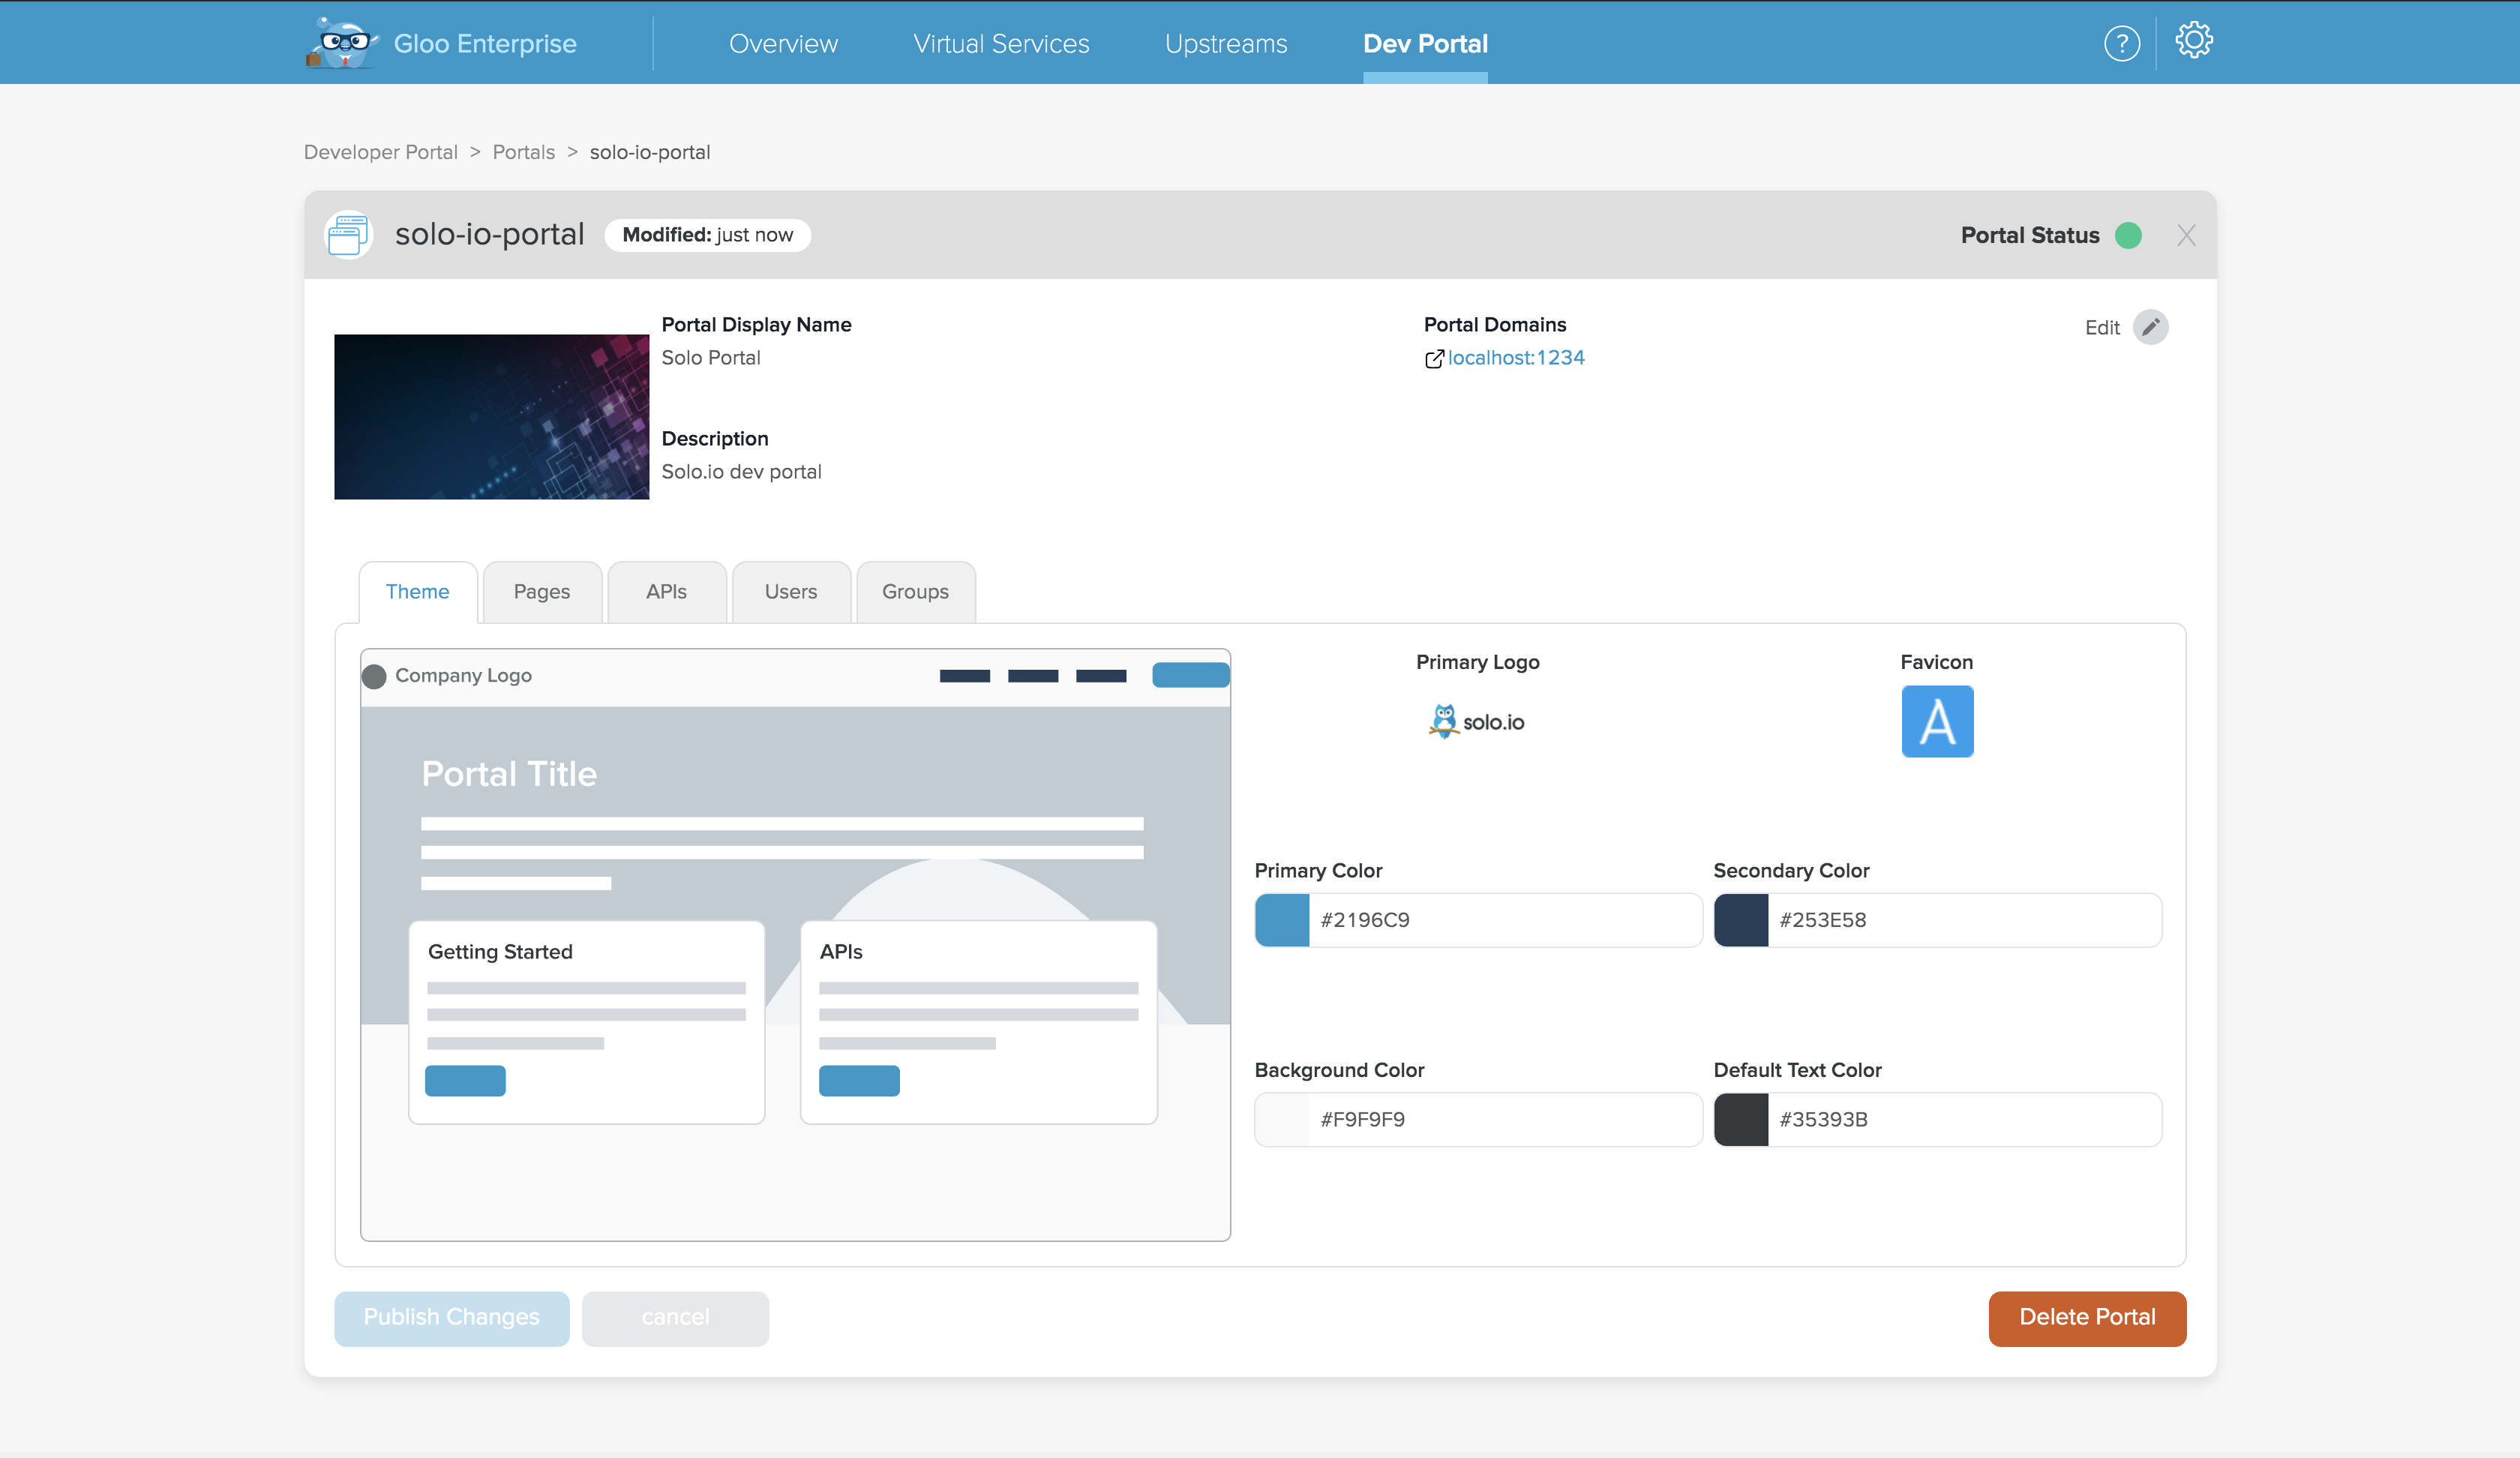 Gloo Enterprise
Overview
Virtual Services
Upstreams
Dev Portal
?
Developer Portal > Portals > solo-io-portal
solo-io-portal
Modified: just now
Portal Status
X
Portal Display Name
Solo Portal
Portal Domains
localhost:1234
Edit
Description
Solo.io dev portal
Theme
Pages
APIs
Users
Groups
Company Logo
Portal Title
Getting Started
APIs
Primary Logo
solo.io
Favicon
A
Primary Color
#2196C9
Secondary Color
#253E58
Background Color
#F9F9F9
Default Text Color
#35393B
Publish Changes
cancel
Delete Portal